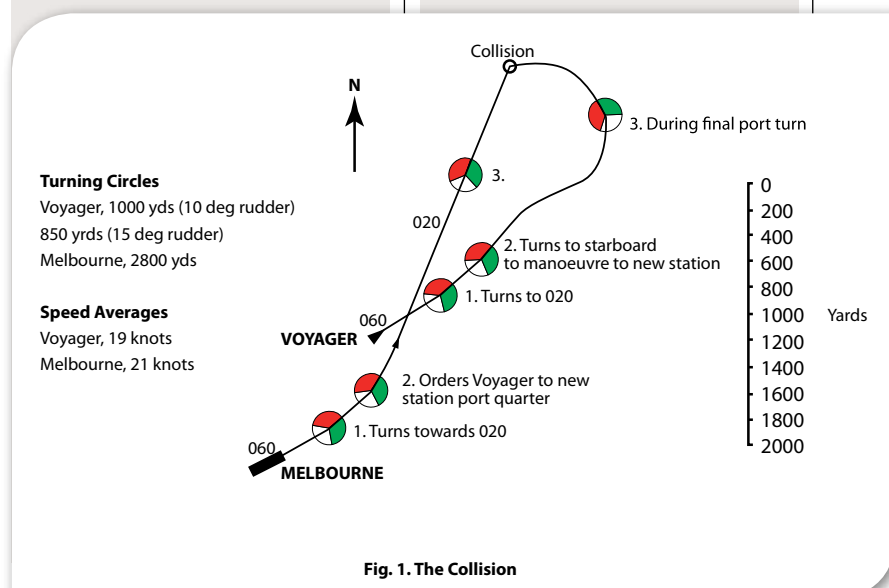 Collision
N
3. During final port turn
3.
Turning Circles
Voyager, 1000 yds (10 deg rudder)
850 yrds (15 deg rudder)
Melbourne, 2800 yds
020
2. Turns to starboard
to manoeuvre to new station
1. Turns to 020
Speed Averages
Voyager, 19 knots
Melbourne, 21 knots
060
VOYAGER
2. Orders Voyager to new
station port quarter
1. Turns towards 020
060
MELBOURNE
0
200
400
600
800
1000
1200
1400
1600
1800
2000
Yards
Fig. 1. The Collision